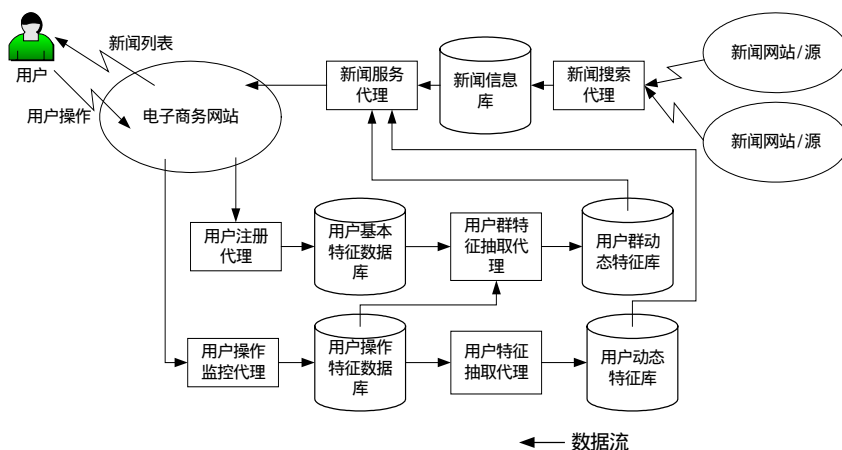 新闻列表
用户
用户操作
电子商务网站
新闻服务
代理
新闻信息
库
新闻搜索
代理
新闻网站/源
新闻网站/源
用户注册
代理
用户基本
特征数据
库
用户群特
征抽取代
理
用户群动
态特征库
用户操作
监控代理
用户操作
特征数据
库
用户特征
抽取代理
用户动态
特征库
数据流